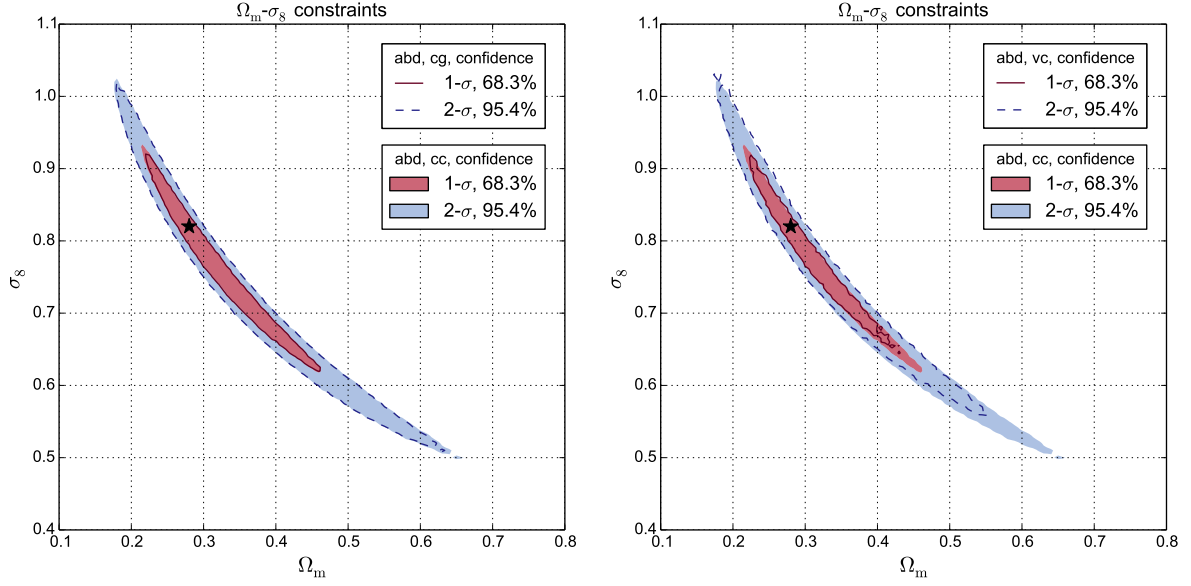 Ωm-σ8 constraints
1.1
1.0
0.9
0.8
0.7
0.6
0.5
0.4
σ8
abd, cg, confidence
1-σ, 68.3%
2-σ, 95.4%
abd, cc, confidence
1-σ, 68.3%
2-σ, 95.4%
0.1 0.2 0.3 0.4 0.5 0.6 0.7 0.8
Ωm
Ωm-σ8 constraints
1.1
1.0
0.9
0.8
0.7
0.6
0.5
0.4
σ8
abd, vc, confidence
1-σ, 68.3%
2-σ, 95.4%
abd, cc, confidence
1-σ, 68.3%
2-σ, 95.4%
0.1 0.2 0.3 0.4 0.5 0.6 0.7 0.8
Ωm